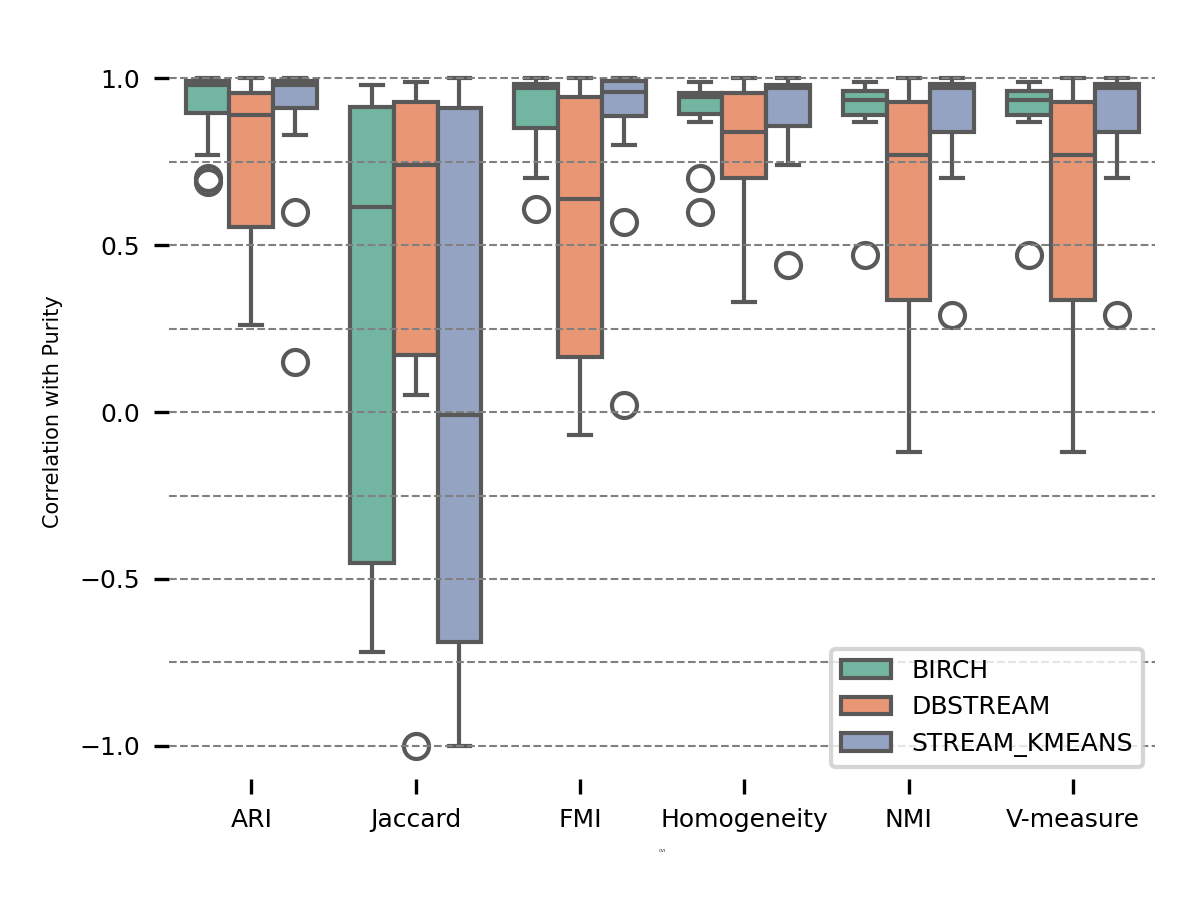 Correlation with Purity
1.0
0.5
0.0
−0.5
−1.0
BIRCH
DBSTREAM
STREAM_KMEANS
ARI Jaccard FMI Homogeneity NMI V-measure